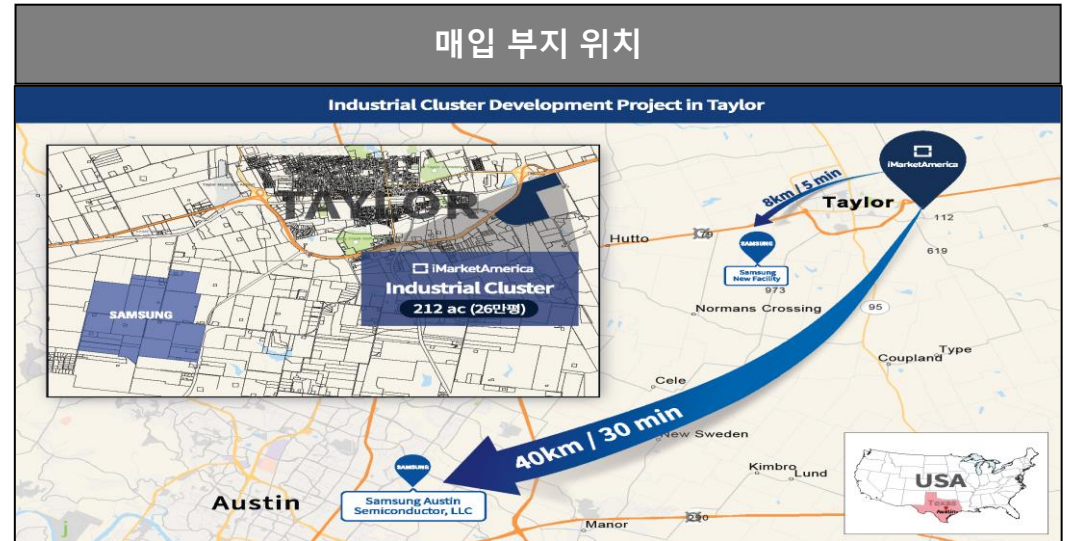 매입 부지 위치
Industrial Cluster Development Project in Taylor
TAYLOR
iMarketAmerica
Industrial Cluster
212 ac (26만평)
SAMSUNG
iMarketAmerica
8km / 5 min
Taylor
112
619
Hutto
79
SAMSUNG
Samsung
New Facility
973
Normans Crossing
95
Type
Coupland
Cele
40km / 30 min
New Sweden
Kimbro
Lund
SAMSUNG
Samsung Austin
Semiconductor, LLC
Austin
Manor
290
USA
Texas
Austin